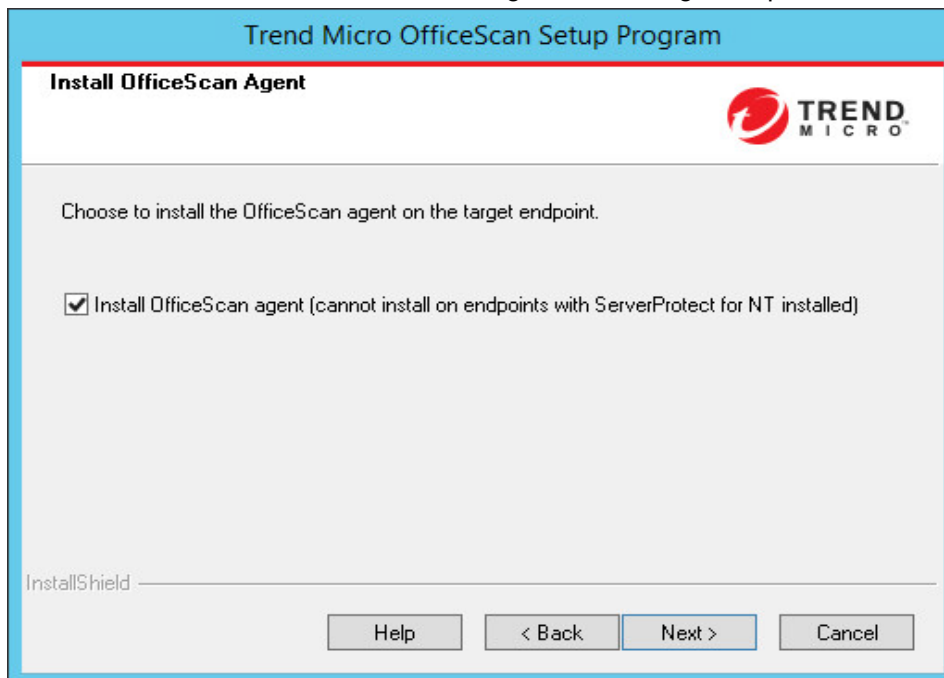 Trend Micro OfficeScan Setup Program
Install OfficeScan Agent
TREND
MICRO
Choose to install the OfficeScan agent on the target endpoint.
Install OfficeScan agent (cannot install on endpoints with ServerProtect for NT installed)
InstallShield
Help
< Back
Next >
Cancel